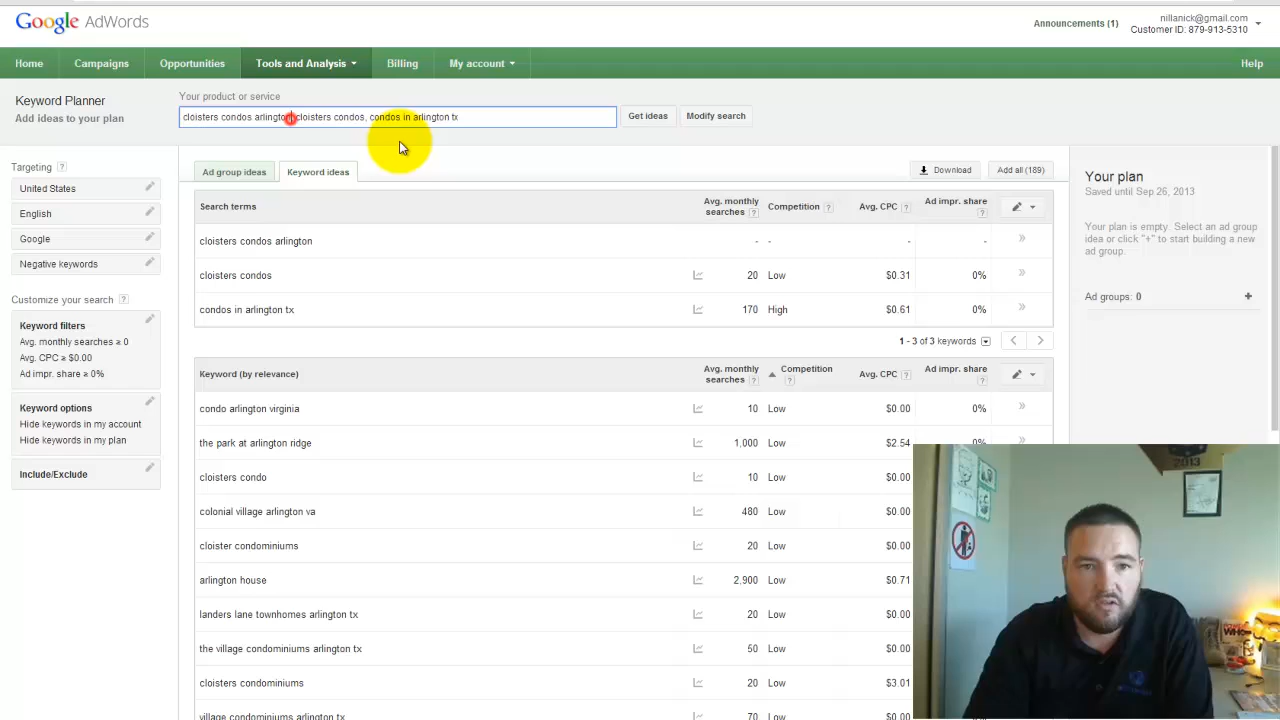 Google AdWords
Announcements (1)
nillanick@gmail.com
Customer ID: 879-913-5310
Home
Campaigns
Opportunities
Tools and Analysis
Billing
My account
Help
Keyword Planner
Add ideas to your plan
Your product or service
cloisters condos arlington, cloisters condos, condos in arlington tx
Get ideas
Modify search
Targeting ?
United States
English
Google
Negative keywords
Customize your search ?
Keyword filters
Avg. monthly searches ≥ 0
Avg. CPC ≥ $0.00
Ad impr. share ≥ 0%
Keyword options
Hide keywords in my account
Hide keywords in my plan
Include/Exclude
Ad group ideas
Keyword ideas
Download
Add all (189)
Search terms Avg. monthly searches ? Competition ? Avg. CPC ? Ad impr. share ?
cloisters condos arlington - - - -
cloisters condos 20 Low $0.31 0%
condos in arlington tx 170 High $0.61 0%
1 - 3 of 3 keywords
Keyword (by relevance) Avg. monthly searches ? Competition ? Avg. CPC ? Ad impr. share ?
condo arlington virginia 10 Low $0.00 0%
the park at arlington ridge 1,000 Low $2.54 0%
cloisters condo 10 Low $0.00
colonial village arlington va 480 Low $0.00
cloister condominiums 20 Low $0.00
arlington house 2,900 Low $0.71
landers lane townhomes arlington tx 20 Low $0.00
the village condominiums arlington tx 50 Low $0.00
cloisters condominiums 20 Low $3.01
village condominiums arlington tx 70 Low $0.00
Your plan
Saved until Sep 26, 2013
Your plan is empty. Select an ad group
idea or click "+" to start building a new
ad group.
Ad groups: 0 +
2013